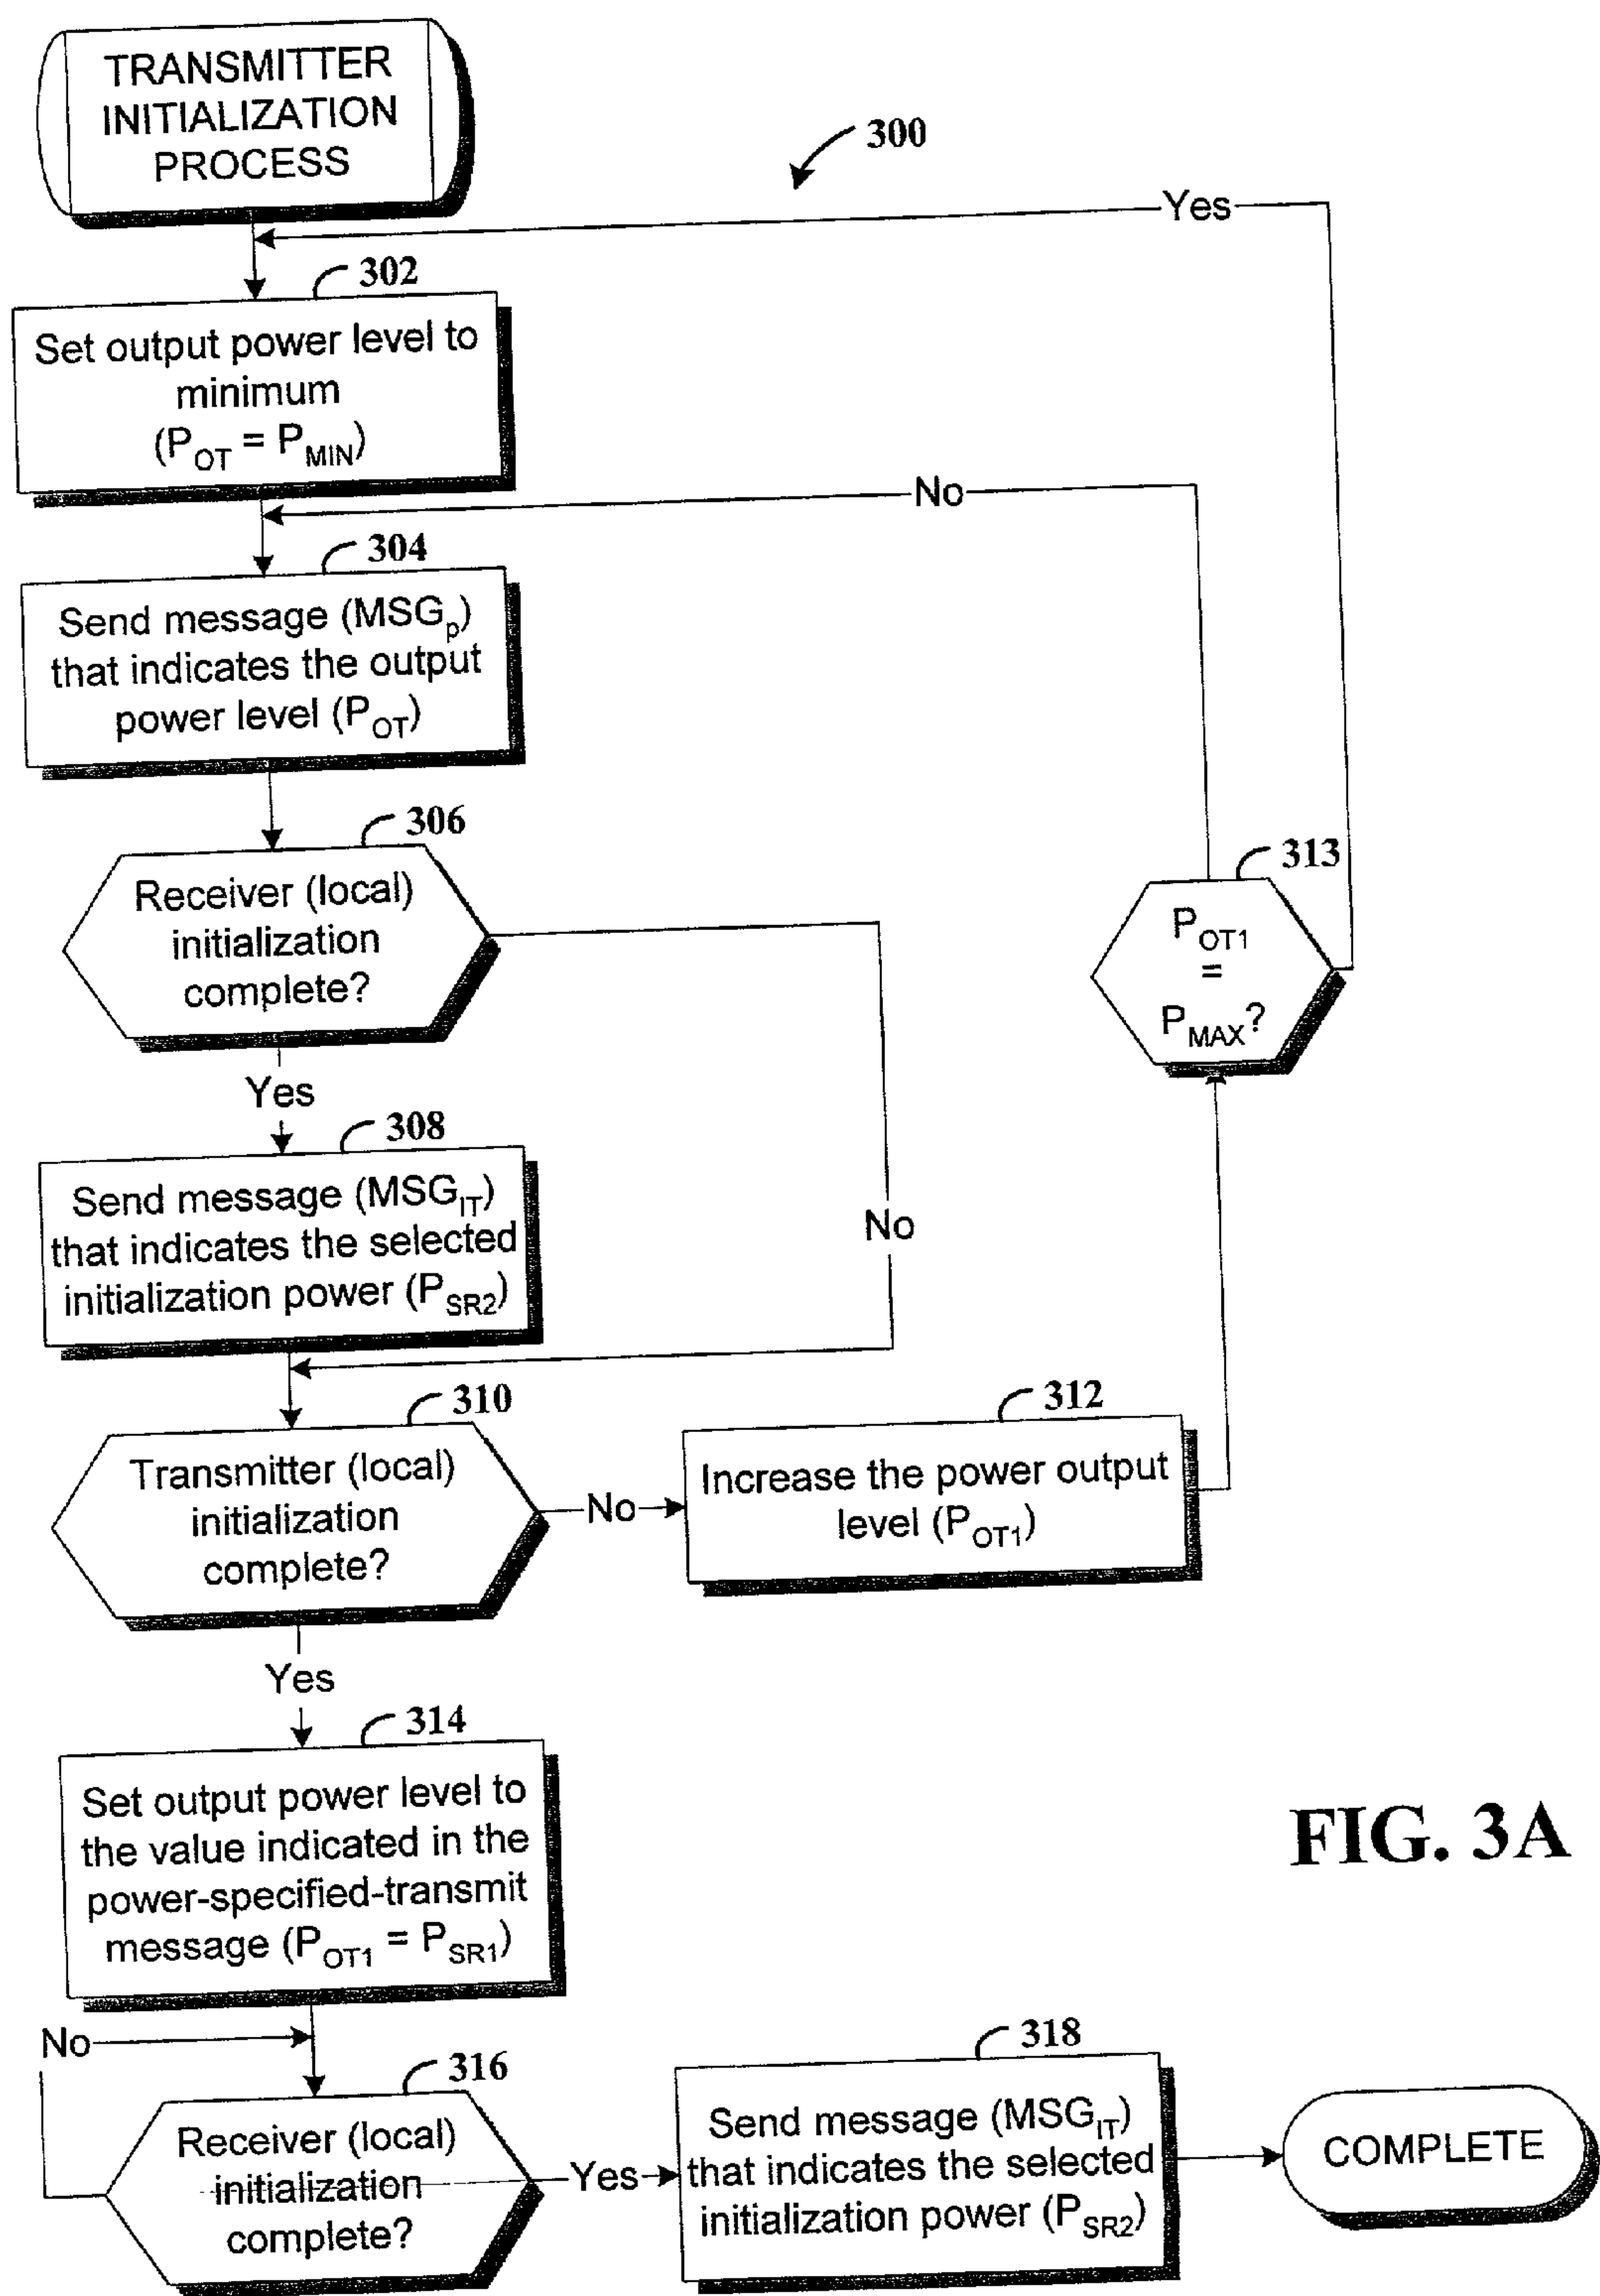 TRANSMITTER
INITIALIZATION
PROCESS
300
Yes
302
Set output power level to
minimum
(P_OT = P_MIN)
No
304
Send message (MSG_p)
that indicates the output
power level (P_OT)
306
Receiver (local)
initialization
complete?
313
P_OT1
=
P_MAX?
Yes
308
Send message (MSG_IT)
that indicates the selected
initialization power (P_SR2)
No
310
Transmitter (local)
initialization
complete?
No
312
Increase the power output
level (P_OT1)
Yes
314
Set output power level to
the value indicated in the
power-specified-transmit
message (P_OT1 = P_SR1)
FIG. 3A
No
316
Receiver (local)
initialization
complete?
Yes
318
Send message (MSG_IT)
that indicates the selected
initialization power (P_SR2)
COMPLETE